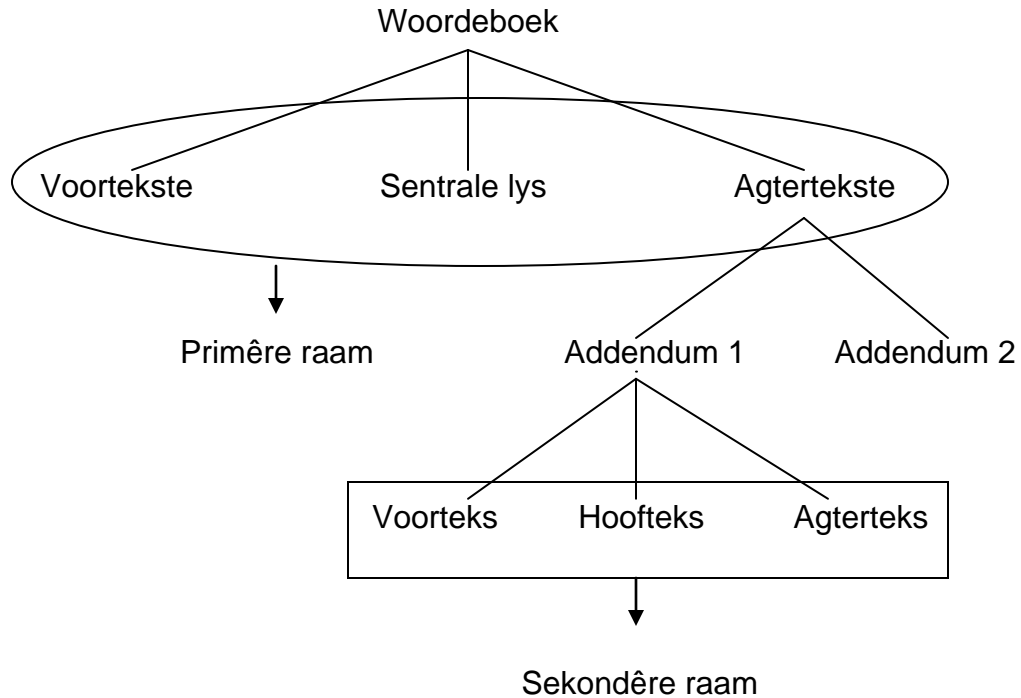 Woordeboek
Voortekste Sentrale lys Agtertekste
Primêre raam Addendum 1 Addendum 2
Voorteks Hoofteks Agterteks
Sekondêre raam